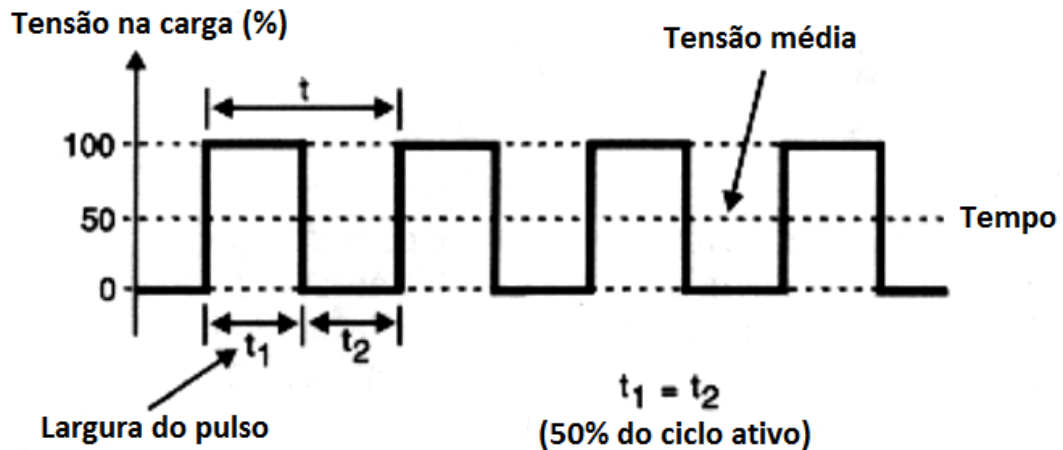 Tensão na carga (%)
Tensão média
t
100
50
Tempo
0
t₁
t₂
t₁ = t₂
Largura do pulso
(50% do ciclo ativo)